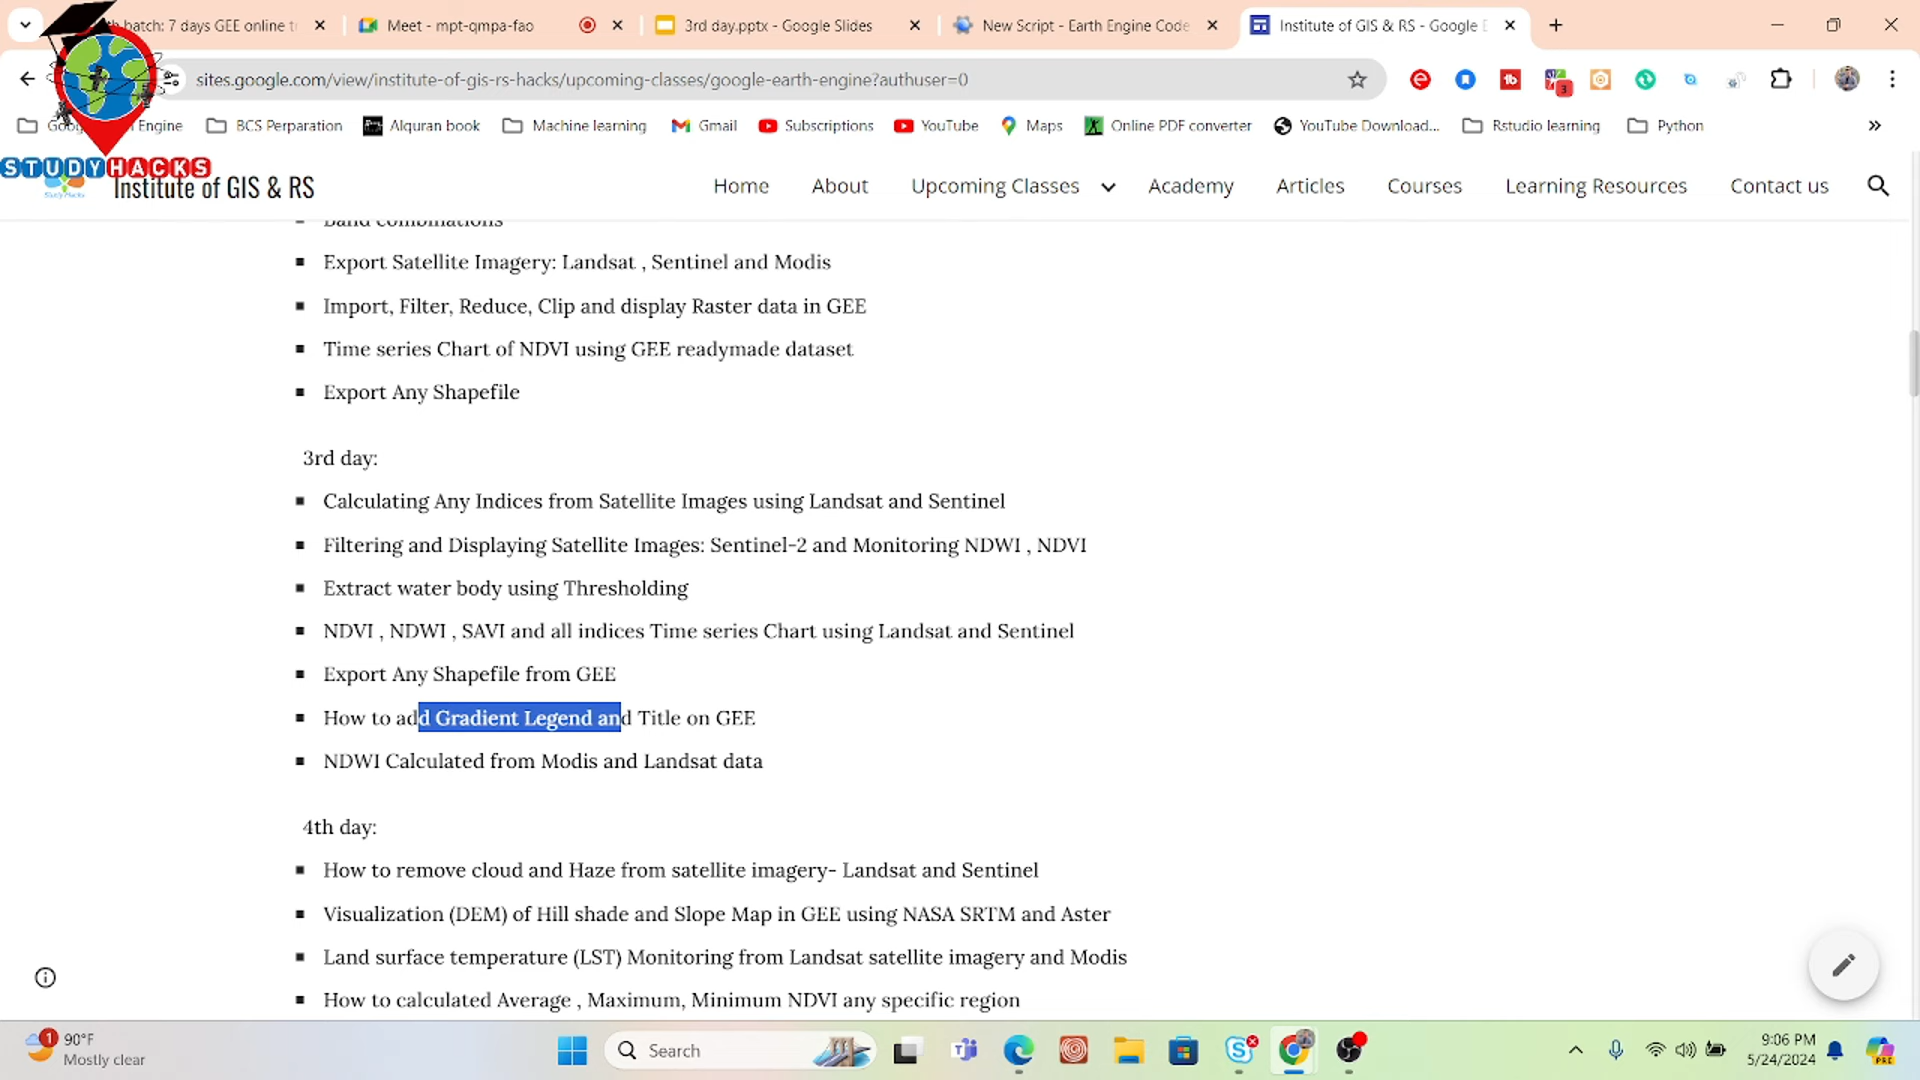 batch: 7 days GEE online t
Meet - mpt-qmpa-fao
3rd day.pptx - Google Slides
New Script - Earth Engine Code
Institute of GIS & RS - Google E
sites.google.com/view/institute-of-gis-rs-hacks/upcoming-classes/google-earth-engine?authuser=0
3
Engine
BCS Perparation
Alquran book
Machine learning
Gmail
Subscriptions
YouTube
Maps
Online PDF converter
YouTube Download...
Rstudio learning
Python
STUDYHACKS
Institute of GIS & RS
Home
About
Upcoming Classes
Academy
Articles
Courses
Learning Resources
Contact us
Band combinations
Export Satellite Imagery: Landsat , Sentinel and Modis
Import, Filter, Reduce, Clip and display Raster data in GEE
Time series Chart of NDVI using GEE readymade dataset
Export Any Shapefile
3rd day:
Calculating Any Indices from Satellite Images using Landsat and Sentinel
Filtering and Displaying Satellite Images: Sentinel-2 and Monitoring NDWI , NDVI
Extract water body using Thresholding
NDVI , NDWI , SAVI and all indices Time series Chart using Landsat and Sentinel
Export Any Shapefile from GEE
How to add Gradient Legend and Title on GEE
NDWI Calculated from Modis and Landsat data
4th day:
How to remove cloud and Haze from satellite imagery- Landsat and Sentinel
Visualization (DEM) of Hill shade and Slope Map in GEE using NASA SRTM and Aster
Land surface temperature (LST) Monitoring from Landsat satellite imagery and Modis
How to calculated Average , Maximum, Minimum NDVI any specific region
1
90°F
Mostly clear
Search
9:06 PM
5/24/2024
PRE